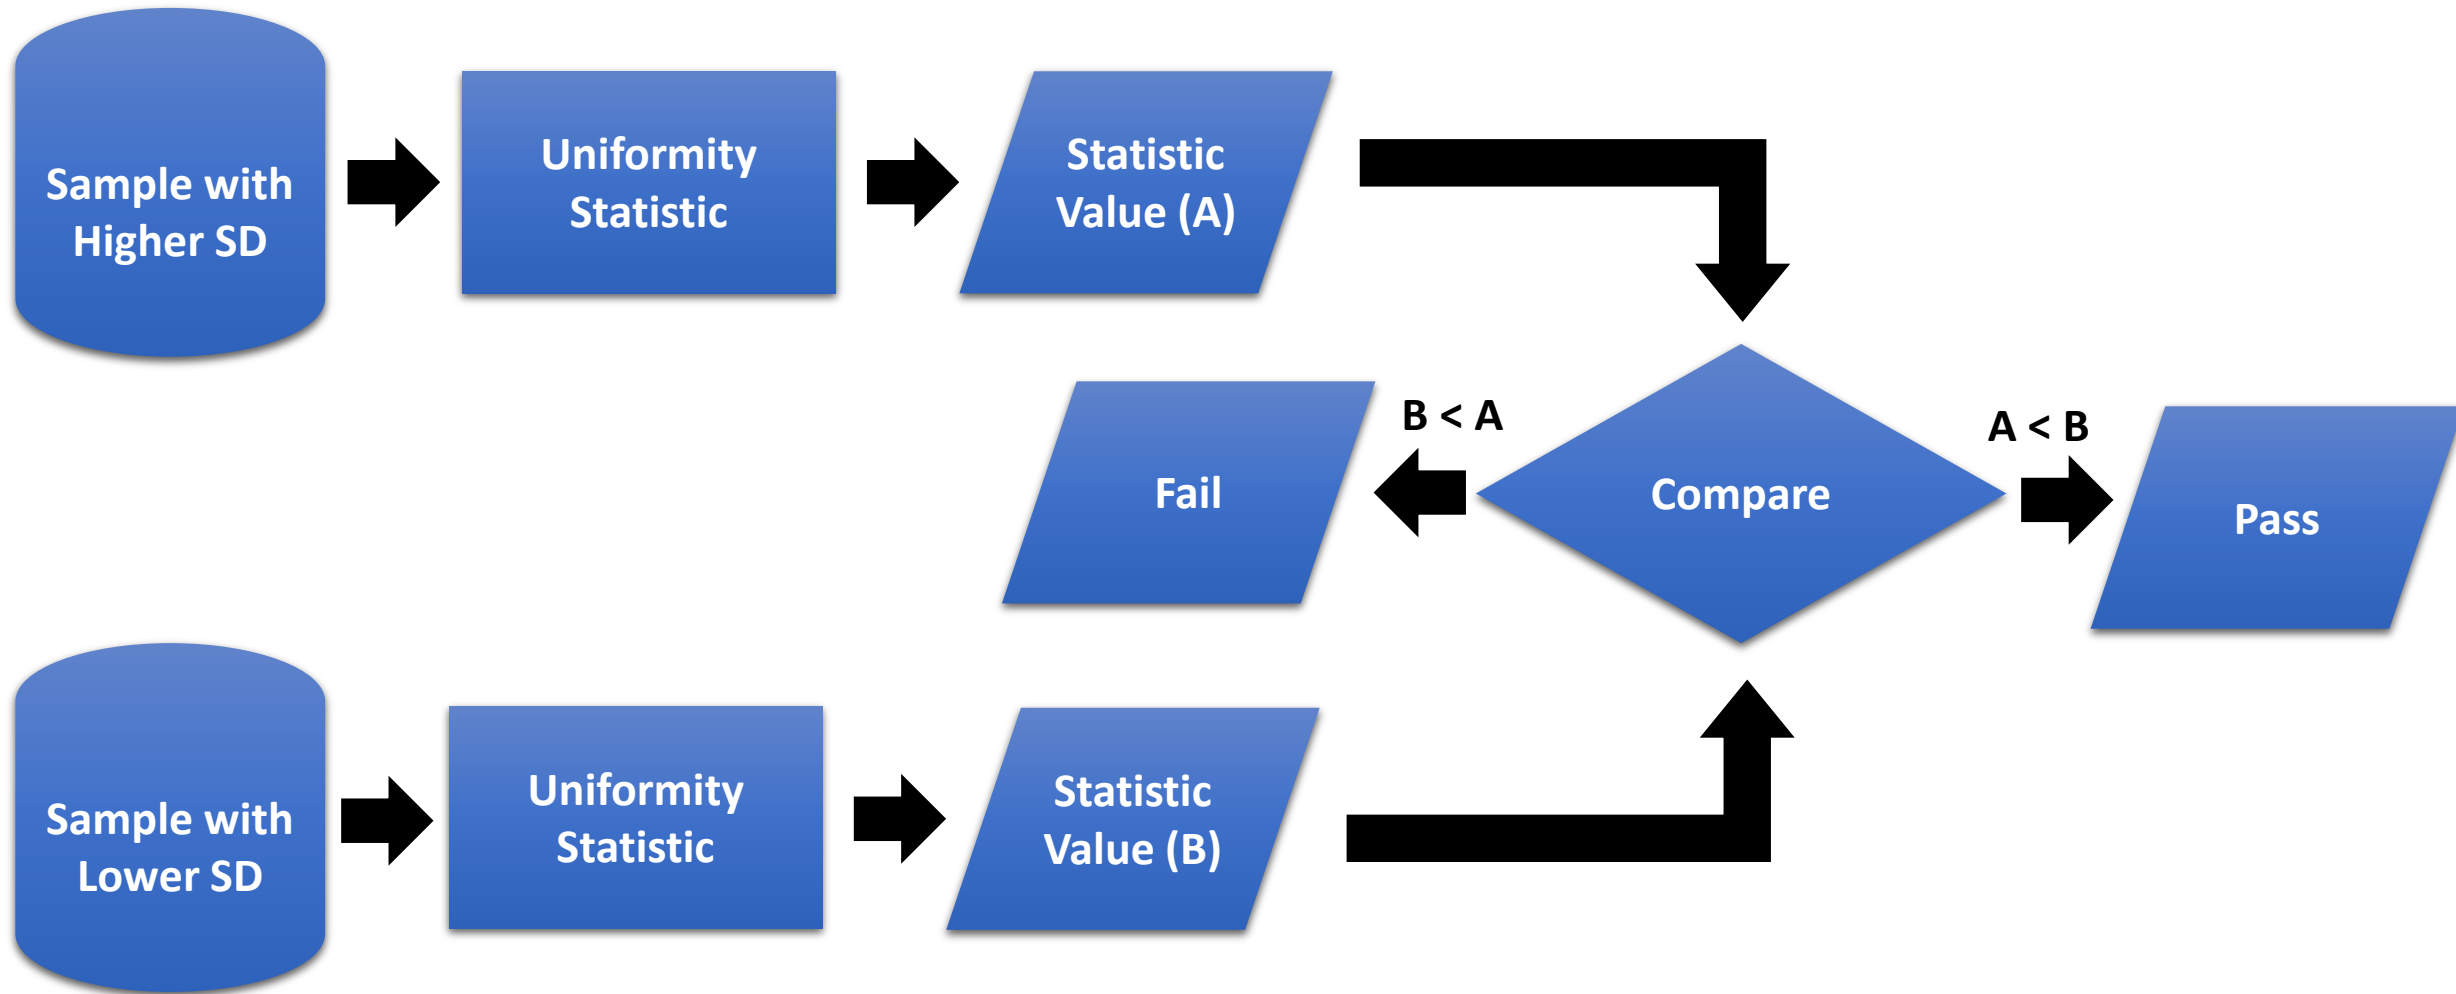 Sample with
Higher SD
Uniformity
Statistic
Statistic
Value (A)
B < A
A < B
Fail
Compare
Pass
Sample with
Lower SD
Uniformity
Statistic
Statistic
Value (B)